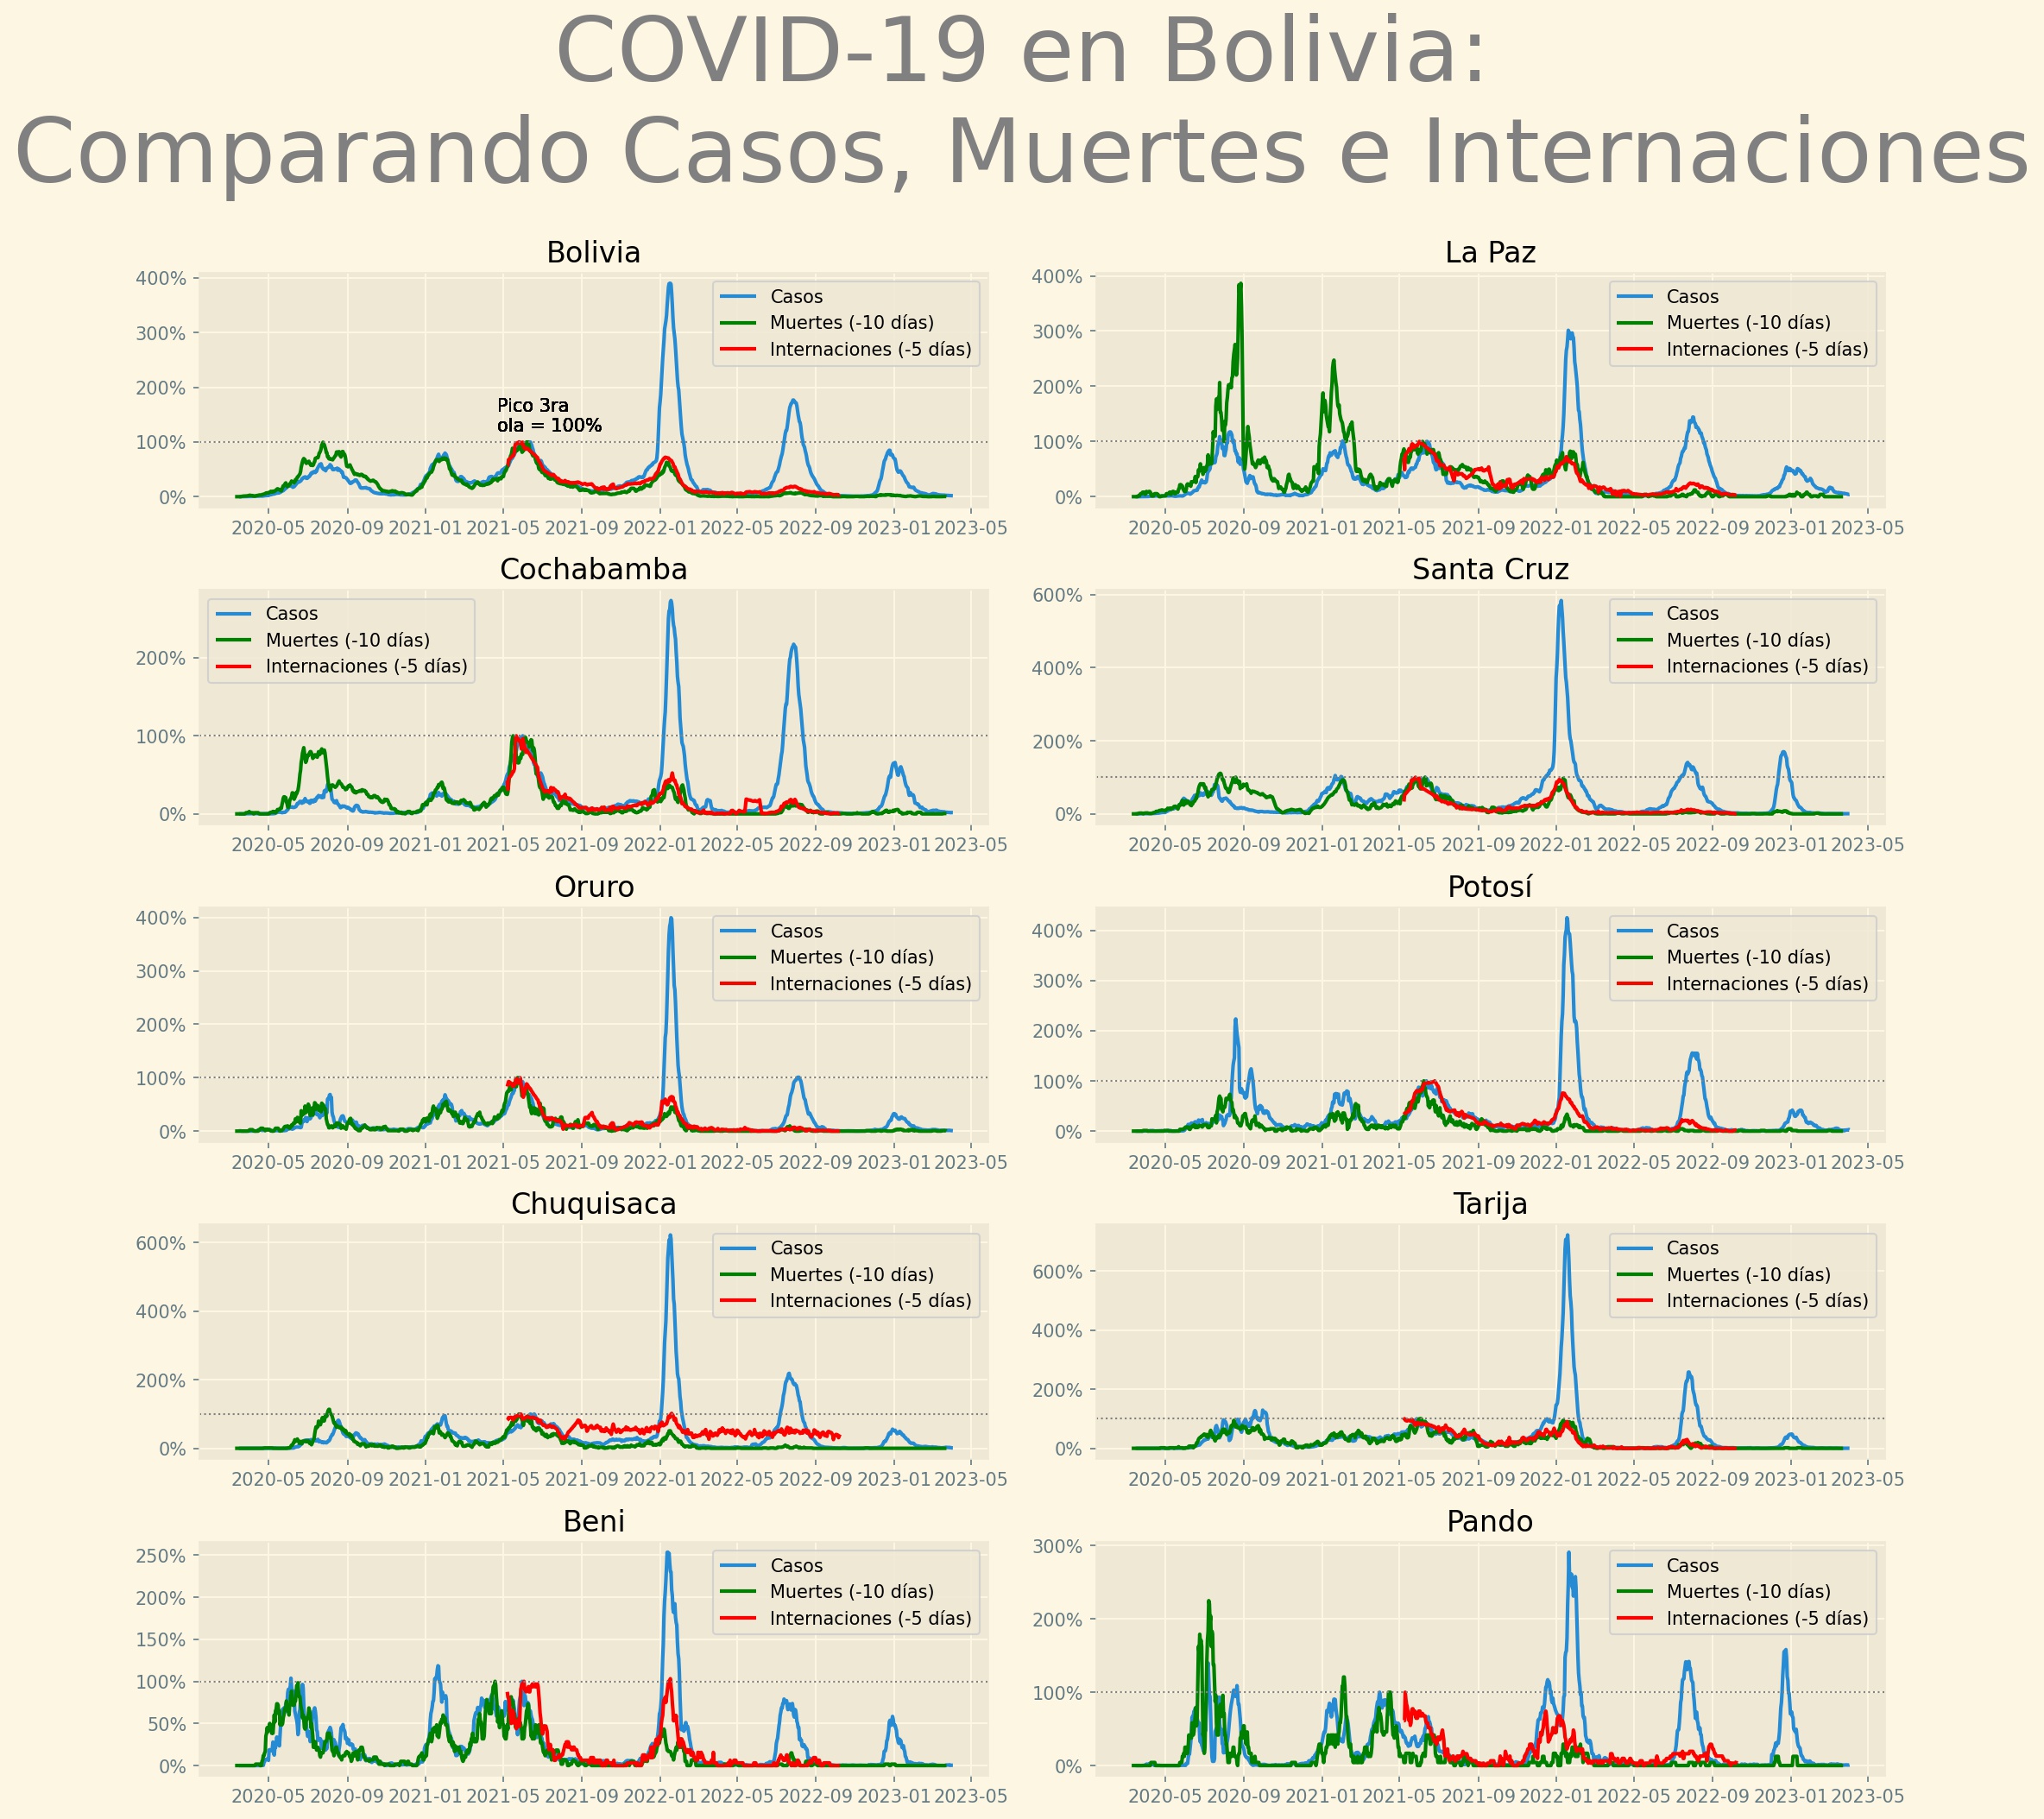 COVID-19 en Bolivia:
Comparando Casos, Muertes e Internaciones
Bolivia
400%
300%
200%
100%
0%
Pico 3ra
ola = 100%
Casos
Muertes (-10 días)
Internaciones (-5 días)
2020-05 2020-09 2021-01 2021-05 2021-09 2022-01 2022-05 2022-09 2023-01 2023-05
La Paz
400%
300%
200%
100%
0%
Casos
Muertes (-10 días)
Internaciones (-5 días)
2020-05 2020-09 2021-01 2021-05 2021-09 2022-01 2022-05 2022-09 2023-01 2023-05
Cochabamba
200%
100%
0%
Casos
Muertes (-10 días)
Internaciones (-5 días)
2020-05 2020-09 2021-01 2021-05 2021-09 2022-01 2022-05 2022-09 2023-01 2023-05
Santa Cruz
600%
400%
200%
0%
Casos
Muertes (-10 días)
Internaciones (-5 días)
2020-05 2020-09 2021-01 2021-05 2021-09 2022-01 2022-05 2022-09 2023-01 2023-05
Oruro
400%
300%
200%
100%
0%
Casos
Muertes (-10 días)
Internaciones (-5 días)
2020-05 2020-09 2021-01 2021-05 2021-09 2022-01 2022-05 2022-09 2023-01 2023-05
Potosí
400%
300%
200%
100%
0%
Casos
Muertes (-10 días)
Internaciones (-5 días)
2020-05 2020-09 2021-01 2021-05 2021-09 2022-01 2022-05 2022-09 2023-01 2023-05
Chuquisaca
600%
400%
200%
0%
Casos
Muertes (-10 días)
Internaciones (-5 días)
2020-05 2020-09 2021-01 2021-05 2021-09 2022-01 2022-05 2022-09 2023-01 2023-05
Tarija
600%
400%
200%
0%
Casos
Muertes (-10 días)
Internaciones (-5 días)
2020-05 2020-09 2021-01 2021-05 2021-09 2022-01 2022-05 2022-09 2023-01 2023-05
Beni
250%
200%
150%
100%
50%
0%
Casos
Muertes (-10 días)
Internaciones (-5 días)
2020-05 2020-09 2021-01 2021-05 2021-09 2022-01 2022-05 2022-09 2023-01 2023-05
Pando
300%
200%
100%
0%
Casos
Muertes (-10 días)
Internaciones (-5 días)
2020-05 2020-09 2021-01 2021-05 2021-09 2022-01 2022-05 2022-09 2023-01 2023-05